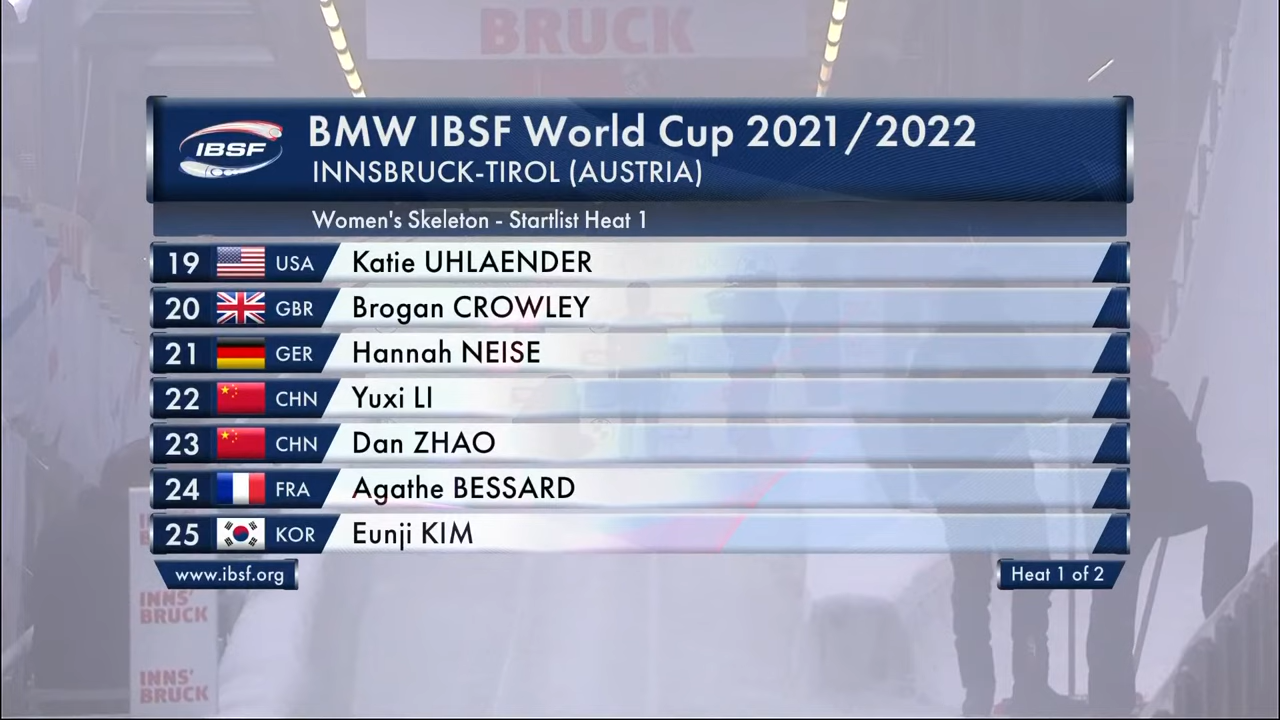 BRUCK
IBSF
BMW IBSF World Cup 2021/2022
INNSBRUCK-TIROL (AUSTRIA)
Women's Skeleton - Startlist Heat 1
19 USA Katie UHLAENDER
20 GBR Brogan CROWLEY
21 GER Hannah NEISE
22 CHN Yuxi LI
23 CHN Dan ZHAO
24 FRA Agathe BESSARD
25 KOR Eunji KIM
www.ibsf.org
Heat 1 of 2
INNS'
BRUCK
INNS'
BRUCK